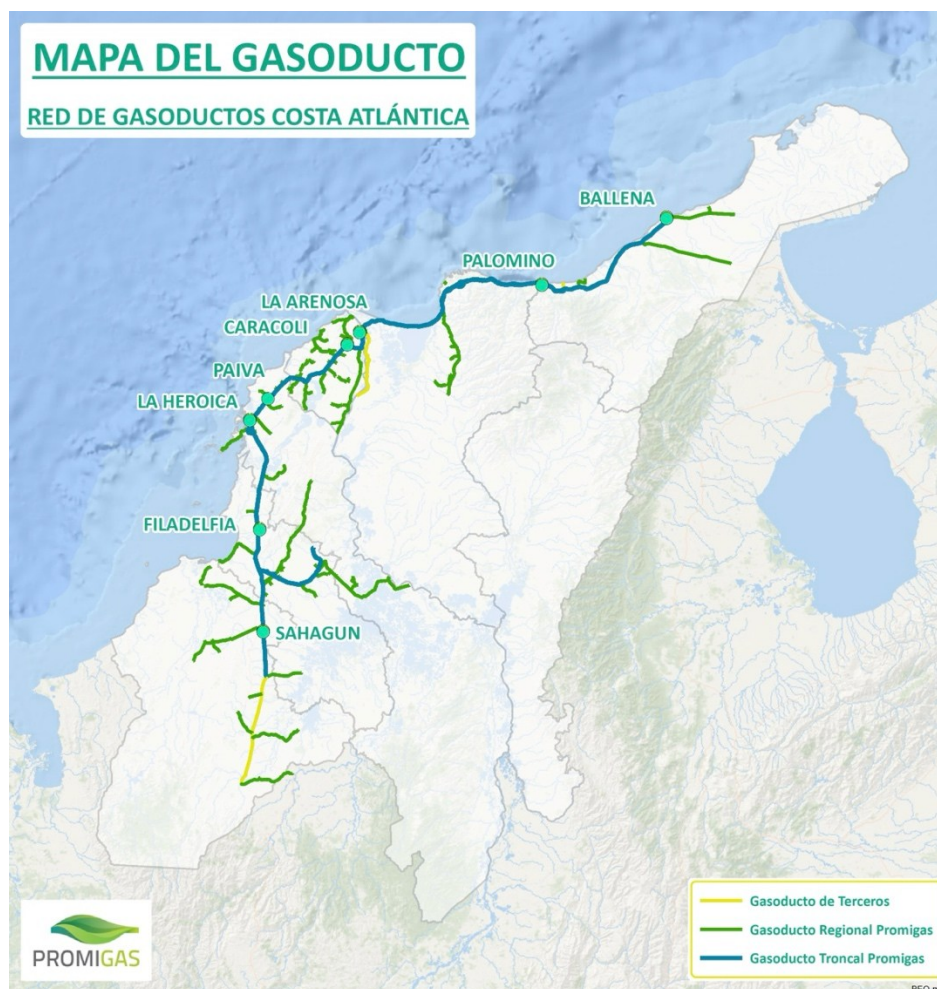 MAPA DEL GASODUCTO
RED DE GASODUCTOS COSTA ATLÁNTICA
BALLENA
PALOMINO
LA ARENOSA
CARACOLI
PAIVA
LA HEROICA
FILADELFIA
SAHAGUN
Gasoducto de Terceros
Gasoducto Regional Promigas
Gasoducto Troncal Promigas
PROMIGAS